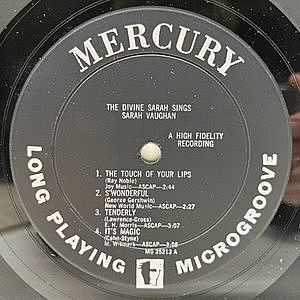 MERCURY
THE DIVINE SARAH SINGS
SARAH VAUGHAN
A HIGH FIDELITY
RECORDING
1. THE TOUCH OF YOUR LIPS
(Ray Noble)
Joy Music—ASCAP—2:44
2. S'WONDERFUL
(George Gershwin)
New World Music—ASCAP—2:27
3. TENDERLY
(Lawrence-Gross)
E. H. Morris—ASCAP—3:07
4. IT'S MAGIC
(Cahn-Styne)
M. Witmark—ASCAP—3:08
MG 25213 A
LONG PLAYING MICROGROOVE